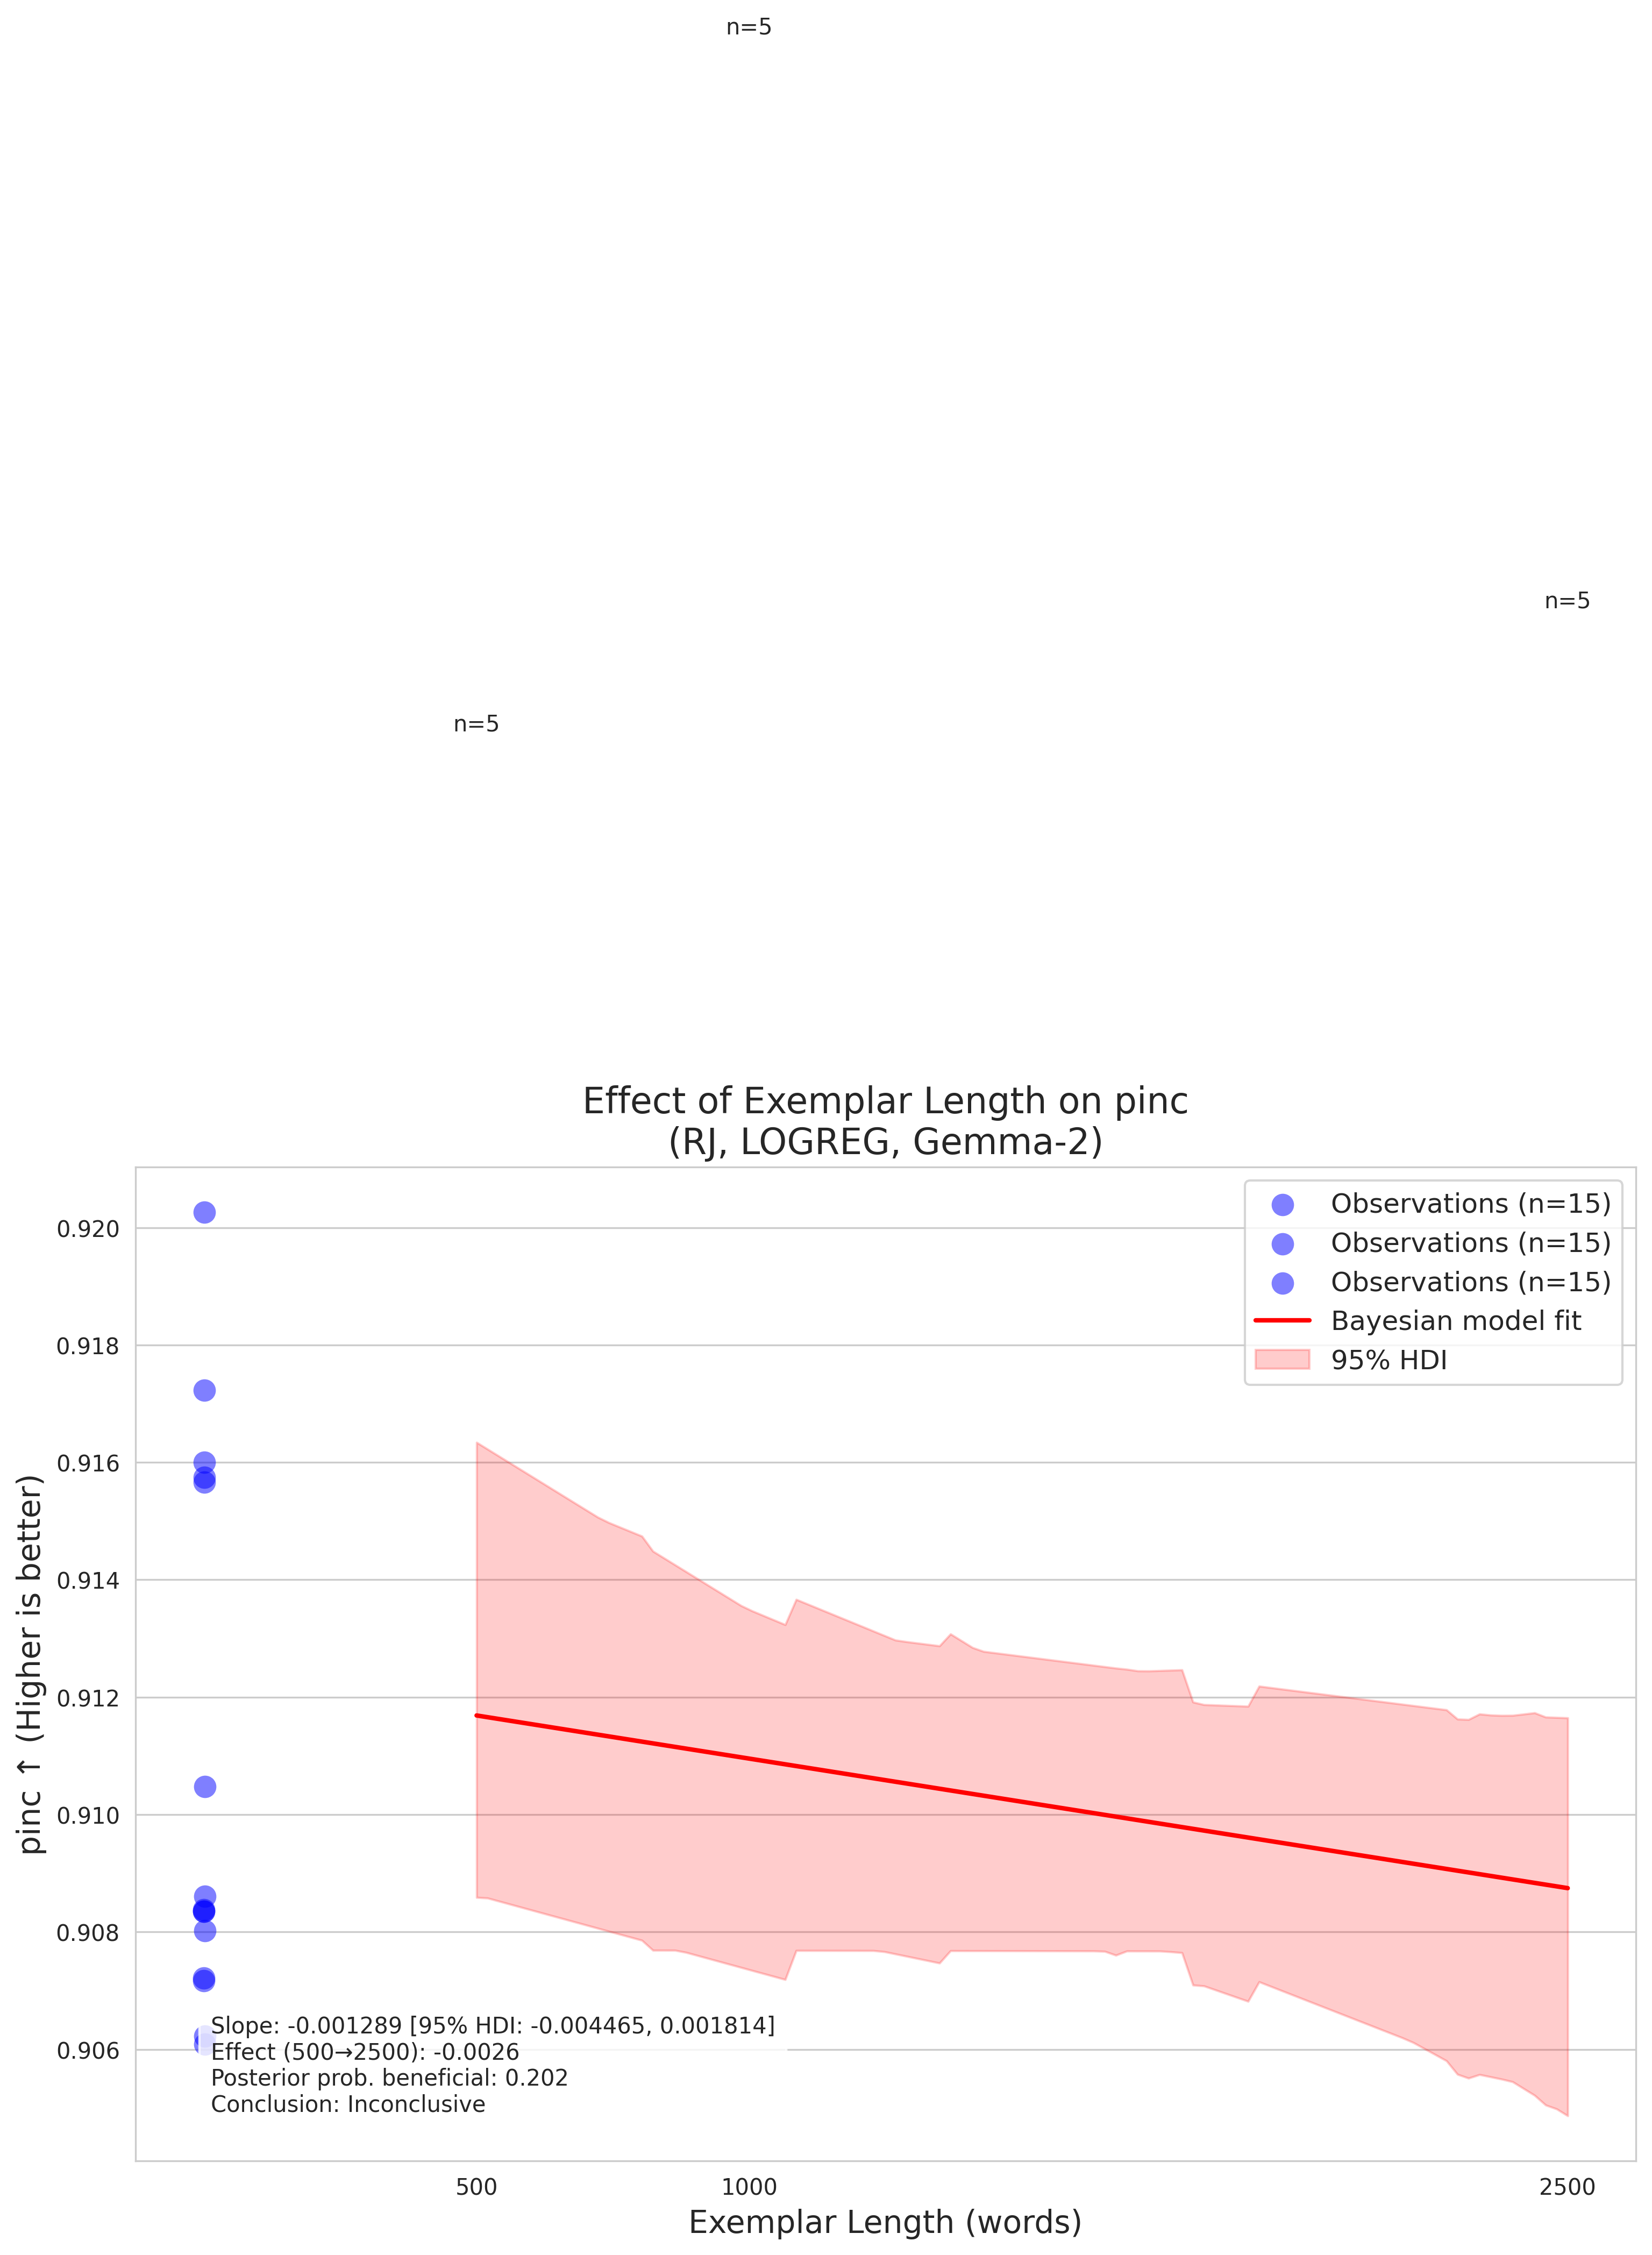 n=5
n=5
n=5
Effect of Exemplar Length on pinc
(RJ, LOGREG, Gemma-2)
Observations (n=15)
Observations (n=15)
Observations (n=15)
Bayesian model fit
95% HDI
pinc ↑ (Higher is better)
0.920
0.918
0.916
0.914
0.912
0.910
0.908
0.906
Slope: -0.001289 [95% HDI: -0.004465, 0.001814]
Effect (500→2500): -0.0026
Posterior prob. beneficial: 0.202
Conclusion: Inconclusive
500
1000
2500
Exemplar Length (words)